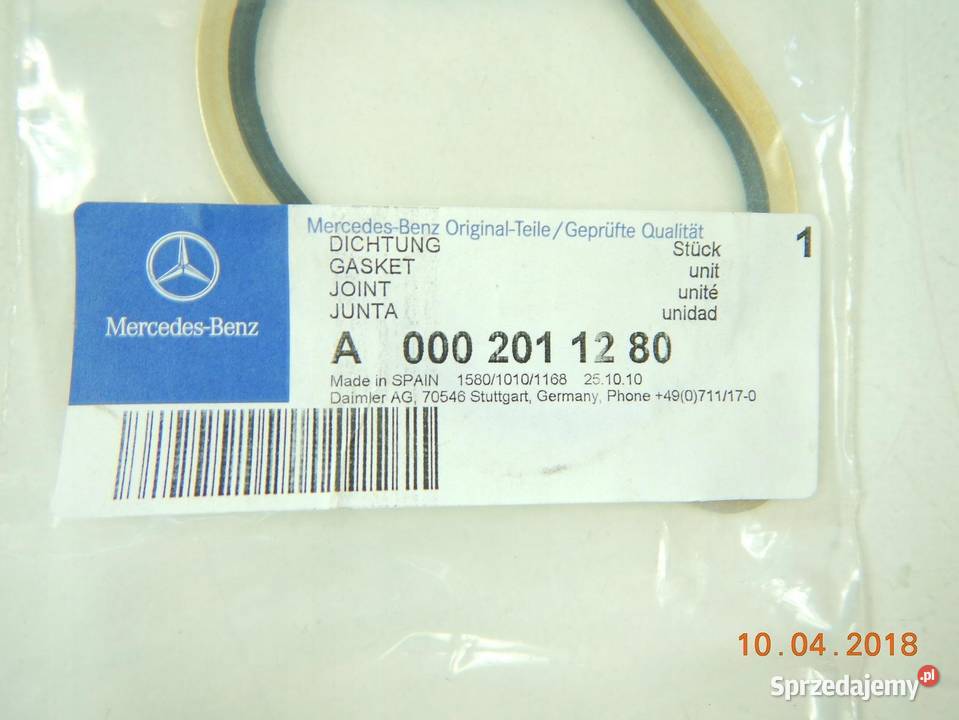 Mercedes-Benz Original-Teile/Geprüfte Qualität
DICHTUNG Stück 1
GASKET unit
JOINT unité
JUNTA unidad
Mercedes-Benz
A 000 201 12 80
Made in SPAIN 1580/1010/1168 25.10.10
Daimler AG, 70546 Stuttgart, Germany, Phone +49(0)711/17-0
10.04.2018
Sprzedajemy.pl